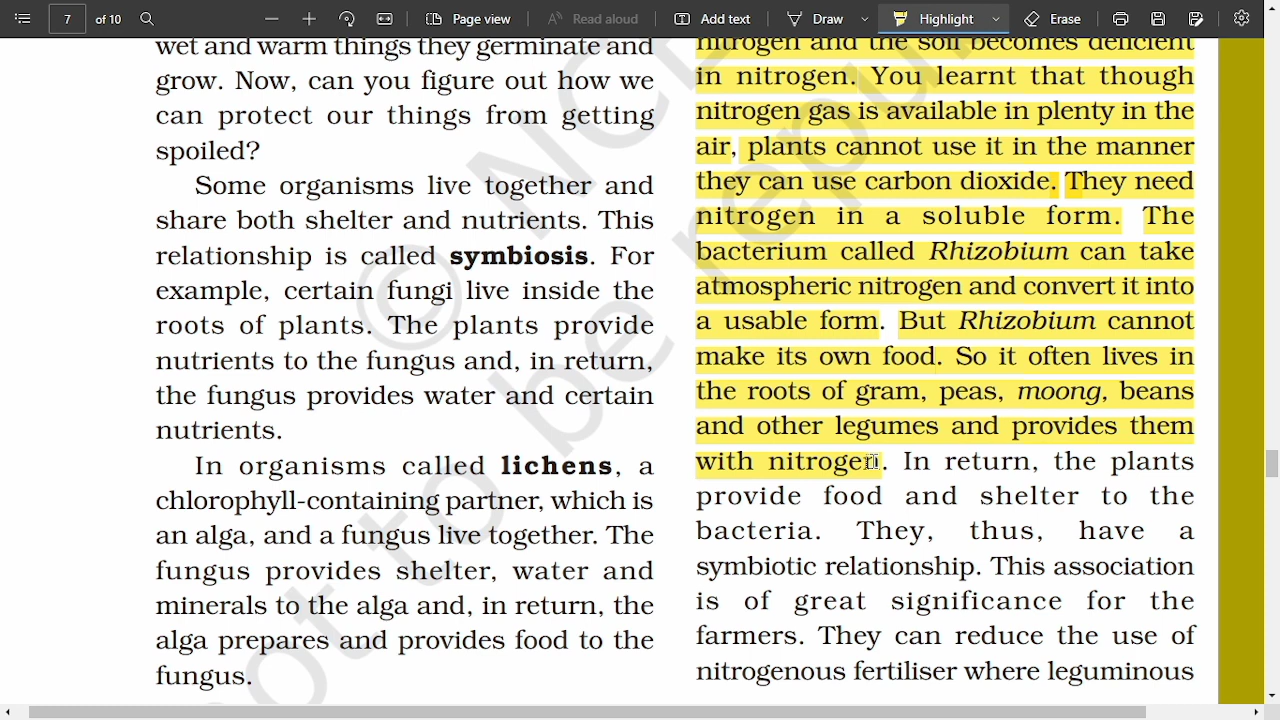 7
of 10
Page view
Read aloud
Add text
Draw
Highlight
Erase
wet and warm things they germinate and
grow. Now, can you figure out how we
can protect our things from getting
spoiled?
Some organisms live together and
share both shelter and nutrients. This
relationship is called symbiosis. For
example, certain fungi live inside the
roots of plants. The plants provide
nutrients to the fungus and, in return,
the fungus provides water and certain
nutrients.
In organisms called lichens, a
chlorophyll-containing partner, which is
an alga, and a fungus live together. The
fungus provides shelter, water and
minerals to the alga and, in return, the
alga prepares and provides food to the
fungus.
nitrogen and the soil becomes deficient
in nitrogen. You learnt that though
nitrogen gas is available in plenty in the
air, plants cannot use it in the manner
they can use carbon dioxide. They need
nitrogen in a soluble form. The
bacterium called Rhizobium can take
atmospheric nitrogen and convert it into
a usable form. But Rhizobium cannot
make its own food. So it often lives in
the roots of gram, peas, moong, beans
and other legumes and provides them
with nitrogen. In return, the plants
provide food and shelter to the
bacteria. They, thus, have a
symbiotic relationship. This association
is of great significance for the
farmers. They can reduce the use of
nitrogenous fertiliser where leguminous
© NCE
not to be repu